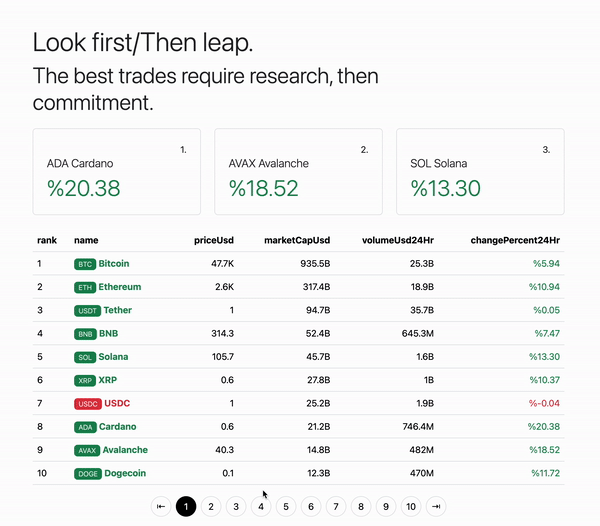 Look first/Then leap.
The best trades require research, then
commitment.
1. 2. 3.
ADA Cardano AVAX Avalanche SOL Solana
%20.38 %18.52 %13.30
rank name priceUsd marketCapUsd volumeUsd24Hr changePercent24Hr
1 BTC Bitcoin 47.7K 935.5B 25.3B %5.94
2 ETH Ethereum 2.6K 317.4B 18.9B %10.94
3 USDT Tether 1 94.7B 35.7B %0.05
4 BNB BNB 314.3 52.4B 645.3M %7.47
5 SOL Solana 105.7 45.7B 1.6B %13.30
6 XRP XRP 0.6 27.8B 1B %10.37
7 USDC USDC 1 25.2B 1.9B %-0.04
8 ADA Cardano 0.6 21.2B 746.4M %20.38
9 AVAX Avalanche 40.3 14.8B 482M %18.52
10 DOGE Dogecoin 0.1 12.3B 470M %11.72
1 2 3 4 5 6 7 8 9 10